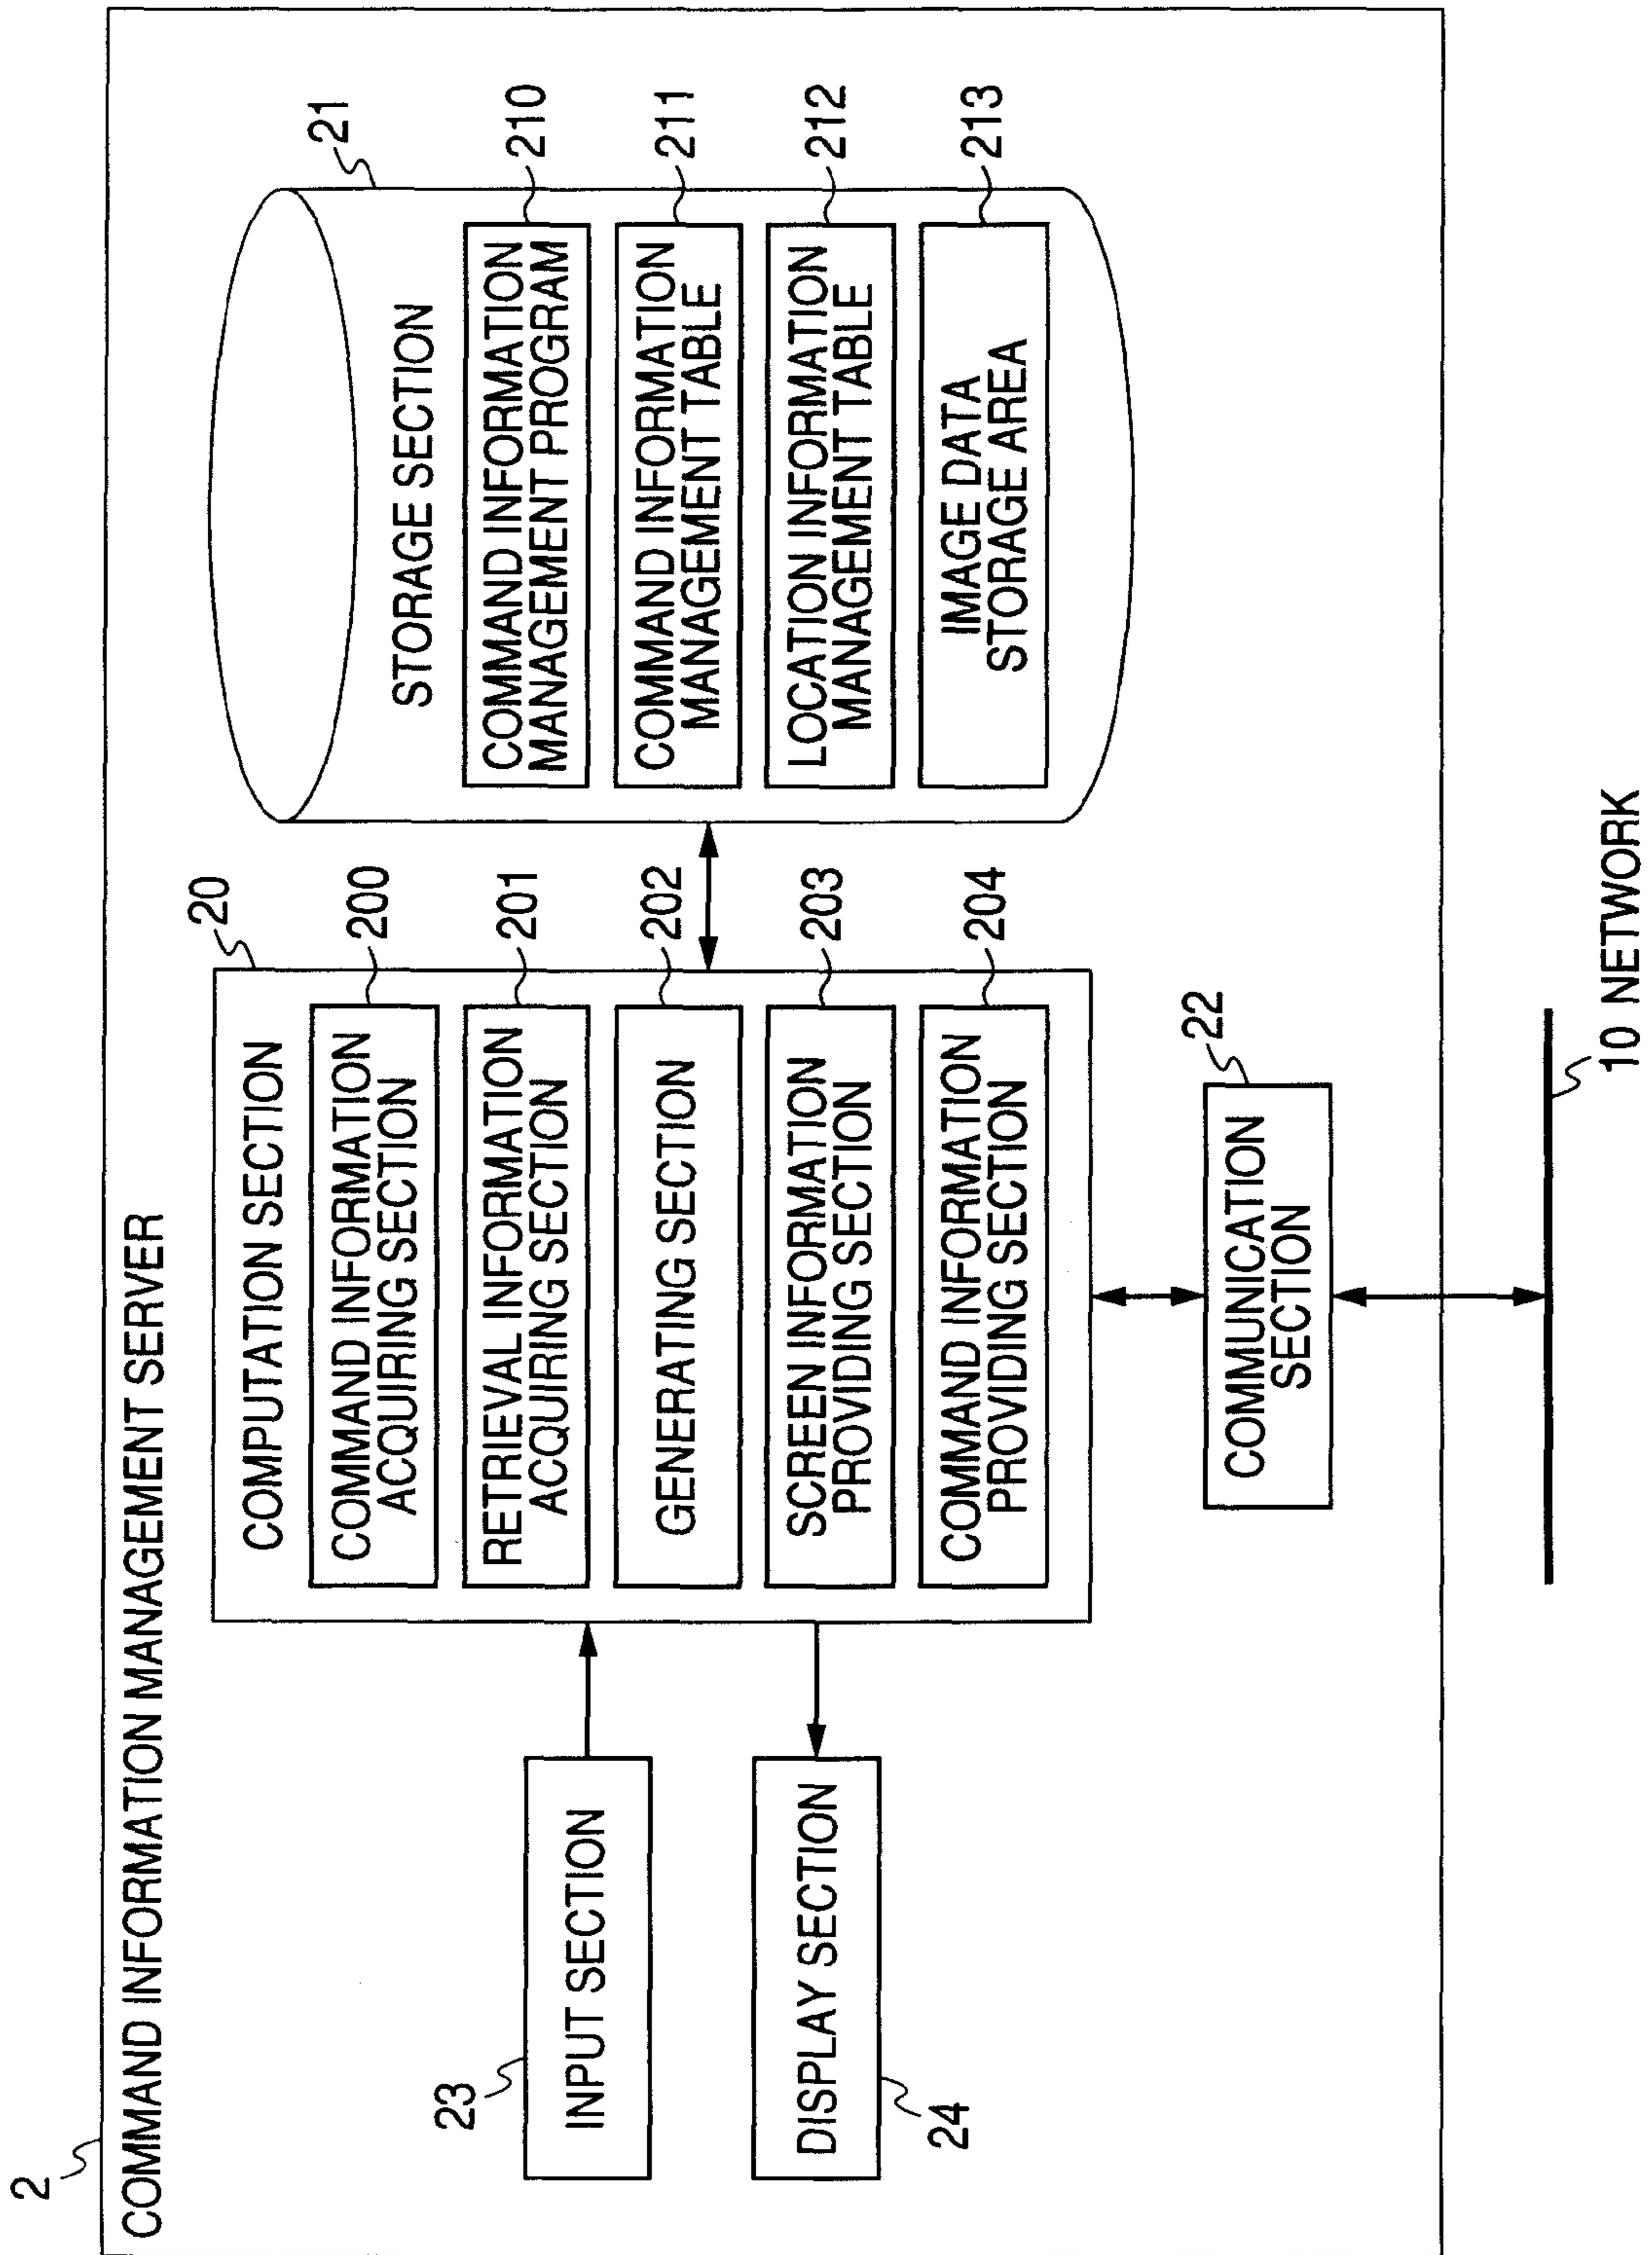 2
COMMAND INFORMATION MANAGEMENT SERVER
23
INPUT SECTION
24
DISPLAY SECTION
20
COMPUTATION SECTION
COMMAND INFORMATION
ACQUIRING SECTION
200
RETRIEVAL INFORMATION
ACQUIRING SECTION
201
GENERATING SECTION
202
SCREEN INFORMATION
PROVIDING SECTION
203
COMMAND INFORMATION
PROVIDING SECTION
204
21
STORAGE SECTION
COMMAND INFORMATION
MANAGEMENT PROGRAM
210
COMMAND INFORMATION
MANAGEMENT TABLE
211
LOCATION INFORMATION
MANAGEMENT TABLE
212
IMAGE DATA
STORAGE AREA
213
22
COMMUNICATION
SECTION
10 NETWORK